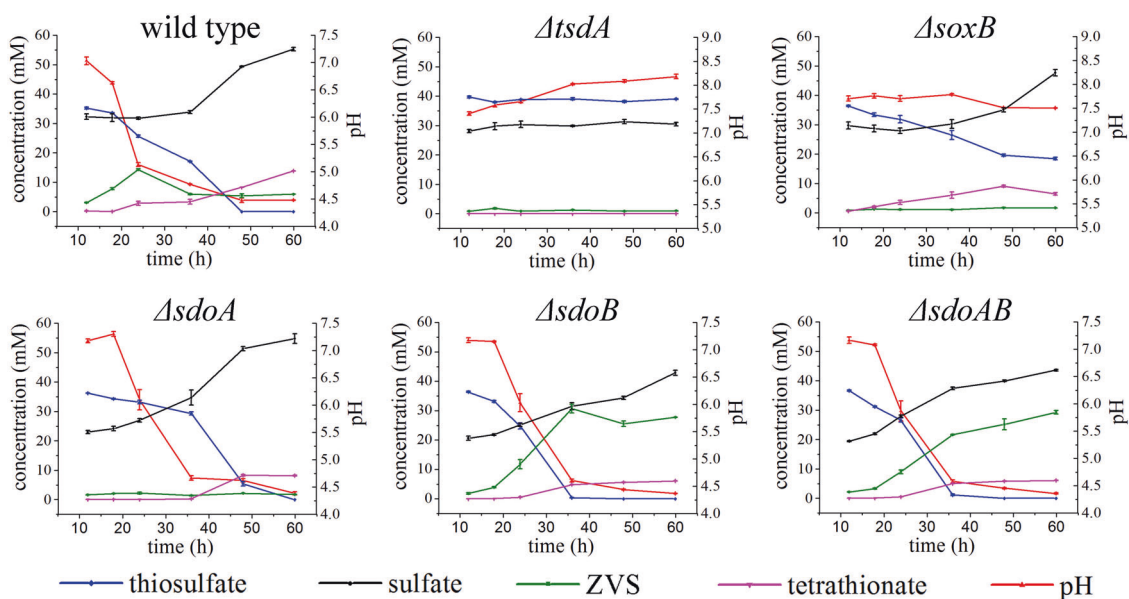 wild type
ΔtsdA
ΔsoxB
concentration (mM)
60
50
40
30
20
10
0
7.5
7.0
6.5
6.0
5.5
5.0
4.5
4.0
pH
10 20 30 40 50 60
time (h)
concentration (mM)
60
50
40
30
20
10
0
9.0
8.5
8.0
7.5
7.0
6.5
6.0
5.5
5.0
pH
10 20 30 40 50 60
time (h)
concentration (mM)
60
50
40
30
20
10
0
9.0
8.5
8.0
7.5
7.0
6.5
6.0
5.5
5.0
pH
10 20 30 40 50 60
time (h)
ΔsdoA
ΔsdoB
ΔsdoAB
concentration (mM)
60
50
40
30
20
10
0
7.5
7.0
6.5
6.0
5.5
5.0
4.5
4.0
pH
10 20 30 40 50 60
time (h)
concentration (mM)
60
50
40
30
20
10
0
7.5
7.0
6.5
6.0
5.5
5.0
4.5
4.0
pH
10 20 30 40 50 60
time (h)
concentration (mM)
60
50
40
30
20
10
0
7.5
7.0
6.5
6.0
5.5
5.0
4.5
4.0
pH
10 20 30 40 50 60
time (h)
thiosulfate sulfate ZVS tetrathionate pH